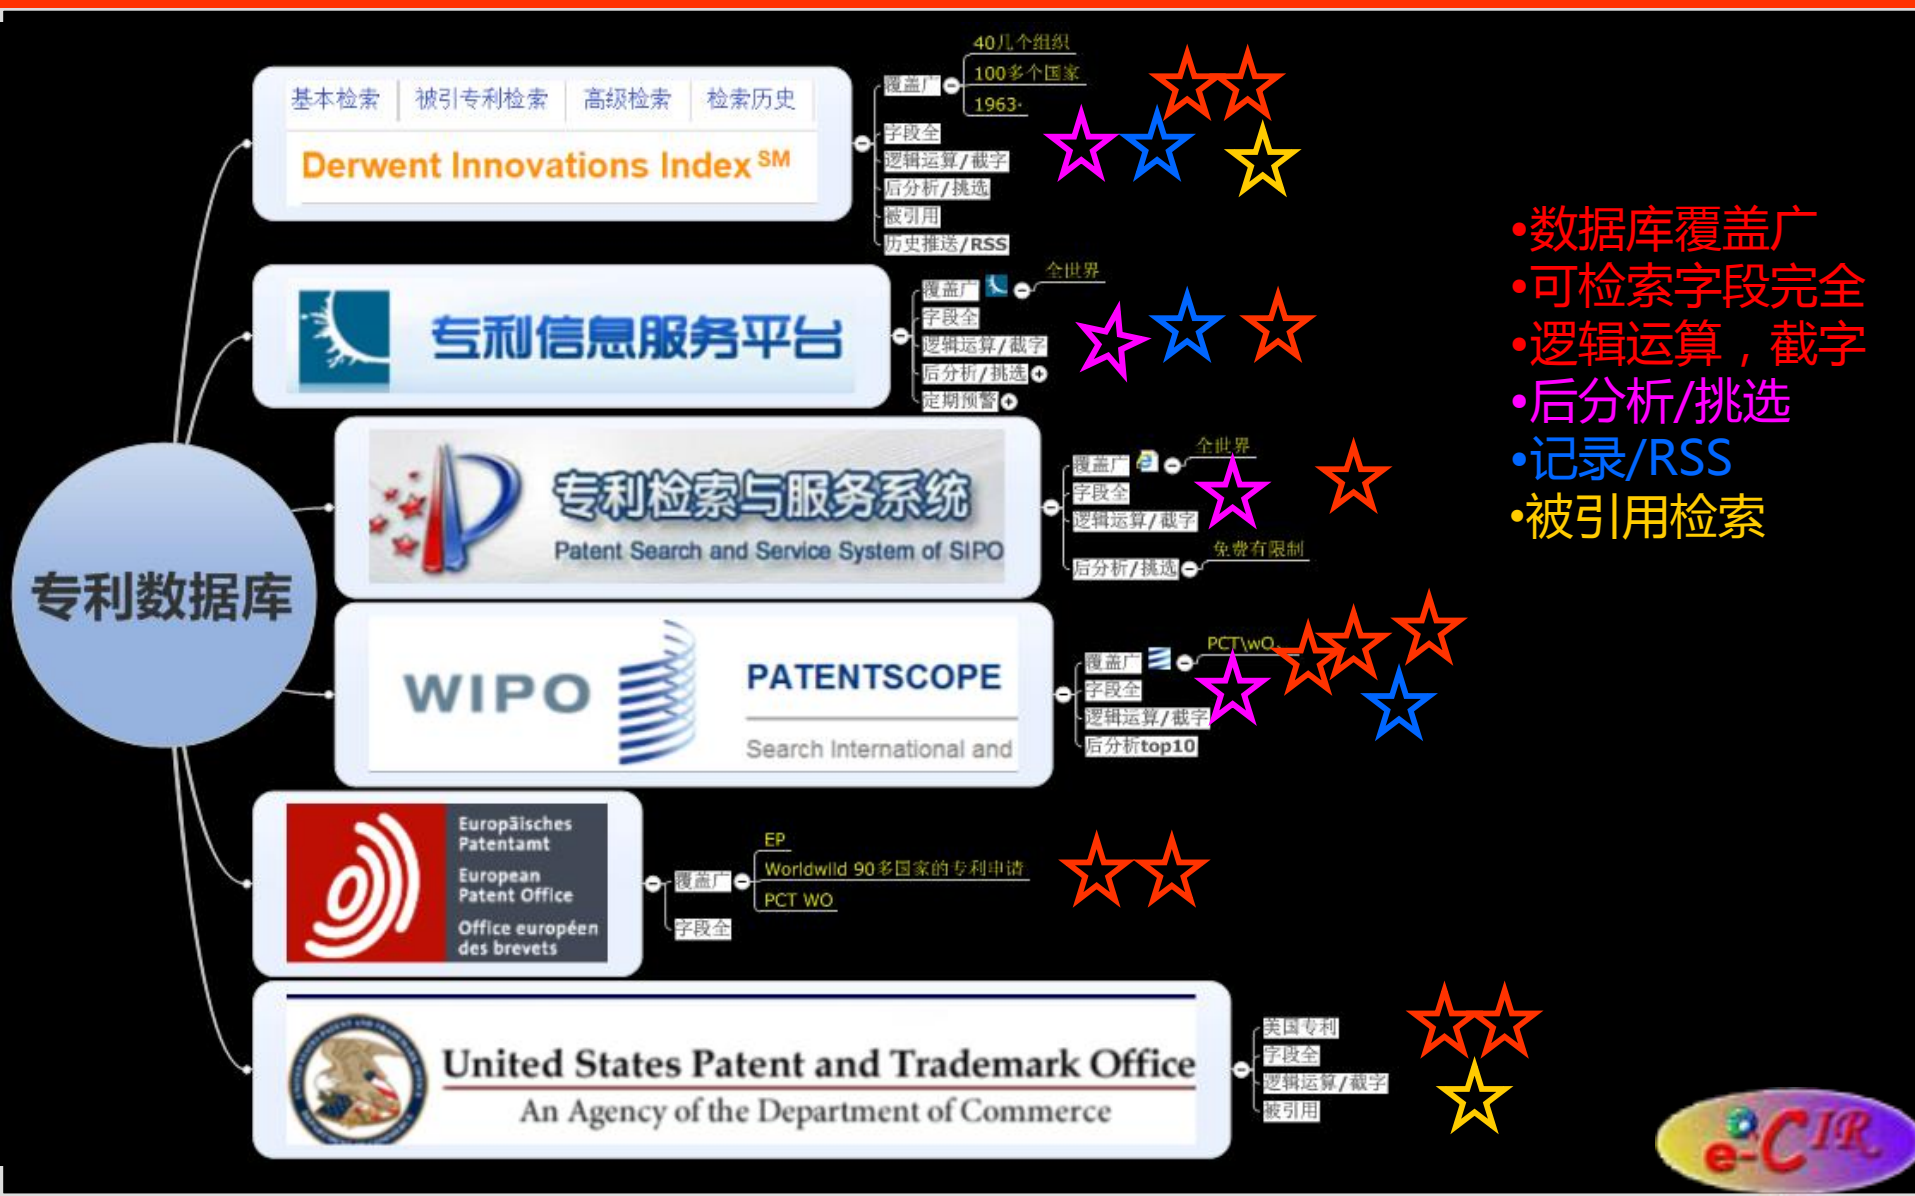 专利数据库
基本检索 被引专利检索 高级检索 检索历史
Derwent Innovations Index SM
覆盖广
40几个组织
100多个国家
1963-
字段全
逻辑运算/截字
后分析/挑选
被引用
历史推送/RSS
专利信息服务平台
覆盖广
全世界
字段全
逻辑运算/截字
后分析/挑选
定期预警
专利检索与服务系统
Patent Search and Service System of SIPO
覆盖广
全世界
字段全
逻辑运算/截字
后分析/挑选
免费有限制
WIPO
PATENTSCOPE
Search International and
覆盖广
PCT\wO
字段全
逻辑运算/截字
后分析top10
Europäisches
Patentamt
European
Patent Office
Office européen
des brevets
覆盖广
EP
Worldwild 90多国家的专利申请
PCT WO
字段全
United States Patent and Trademark Office
An Agency of the Department of Commerce
美国专利
字段全
逻辑运算/截字
被引用
•数据库覆盖广
•可检索字段完全
•逻辑运算，截字
•后分析/挑选
•记录/RSS
•被引用检索
e-CIR